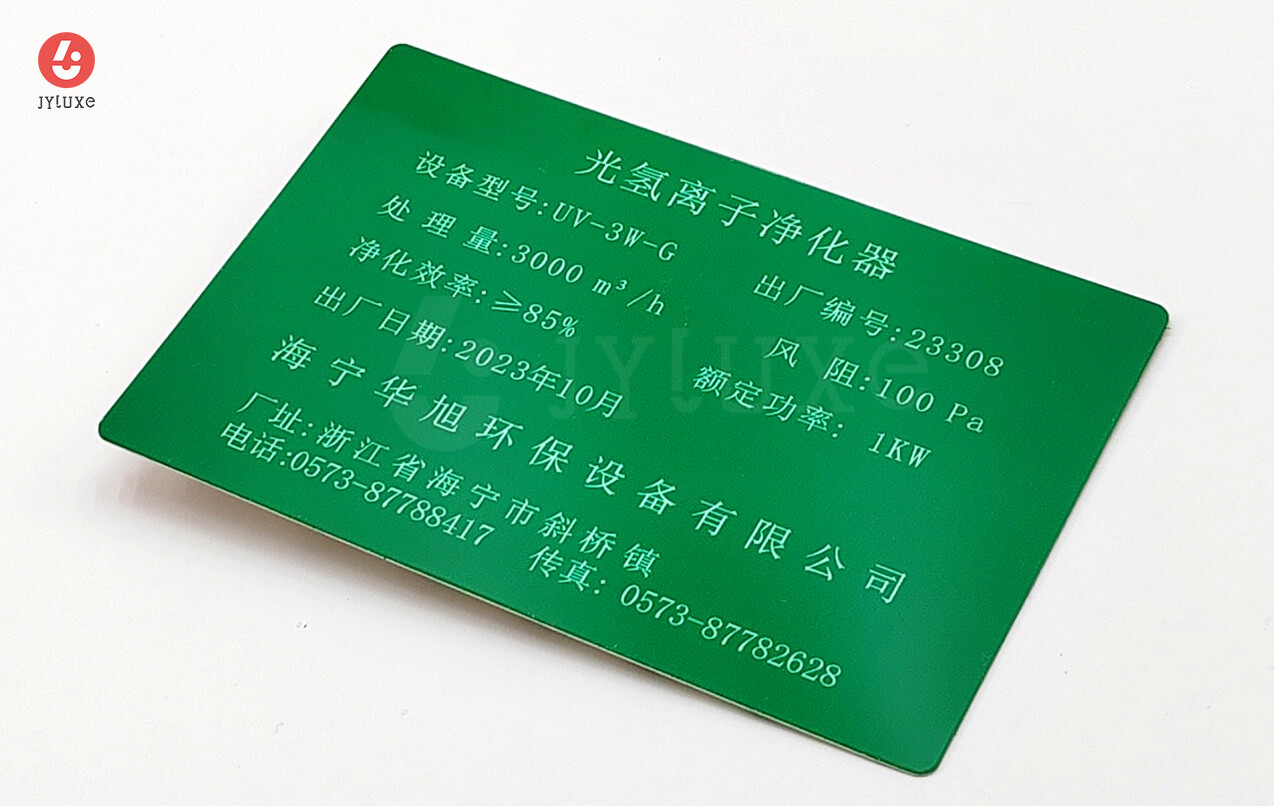 JYLUXE
光氢离子净化器
设备型号:UV-3W-G 出厂编号:23308
处理量:3000 m³/h 风阻:100 Pa
净化效率:≥85% 额定功率: 1KW
出厂日期:2023年10月
海宁华旭环保设备有限公司
厂址:浙江省海宁市斜桥镇
电话:0573-87788417 传真: 0573-87782628
JYLUXE